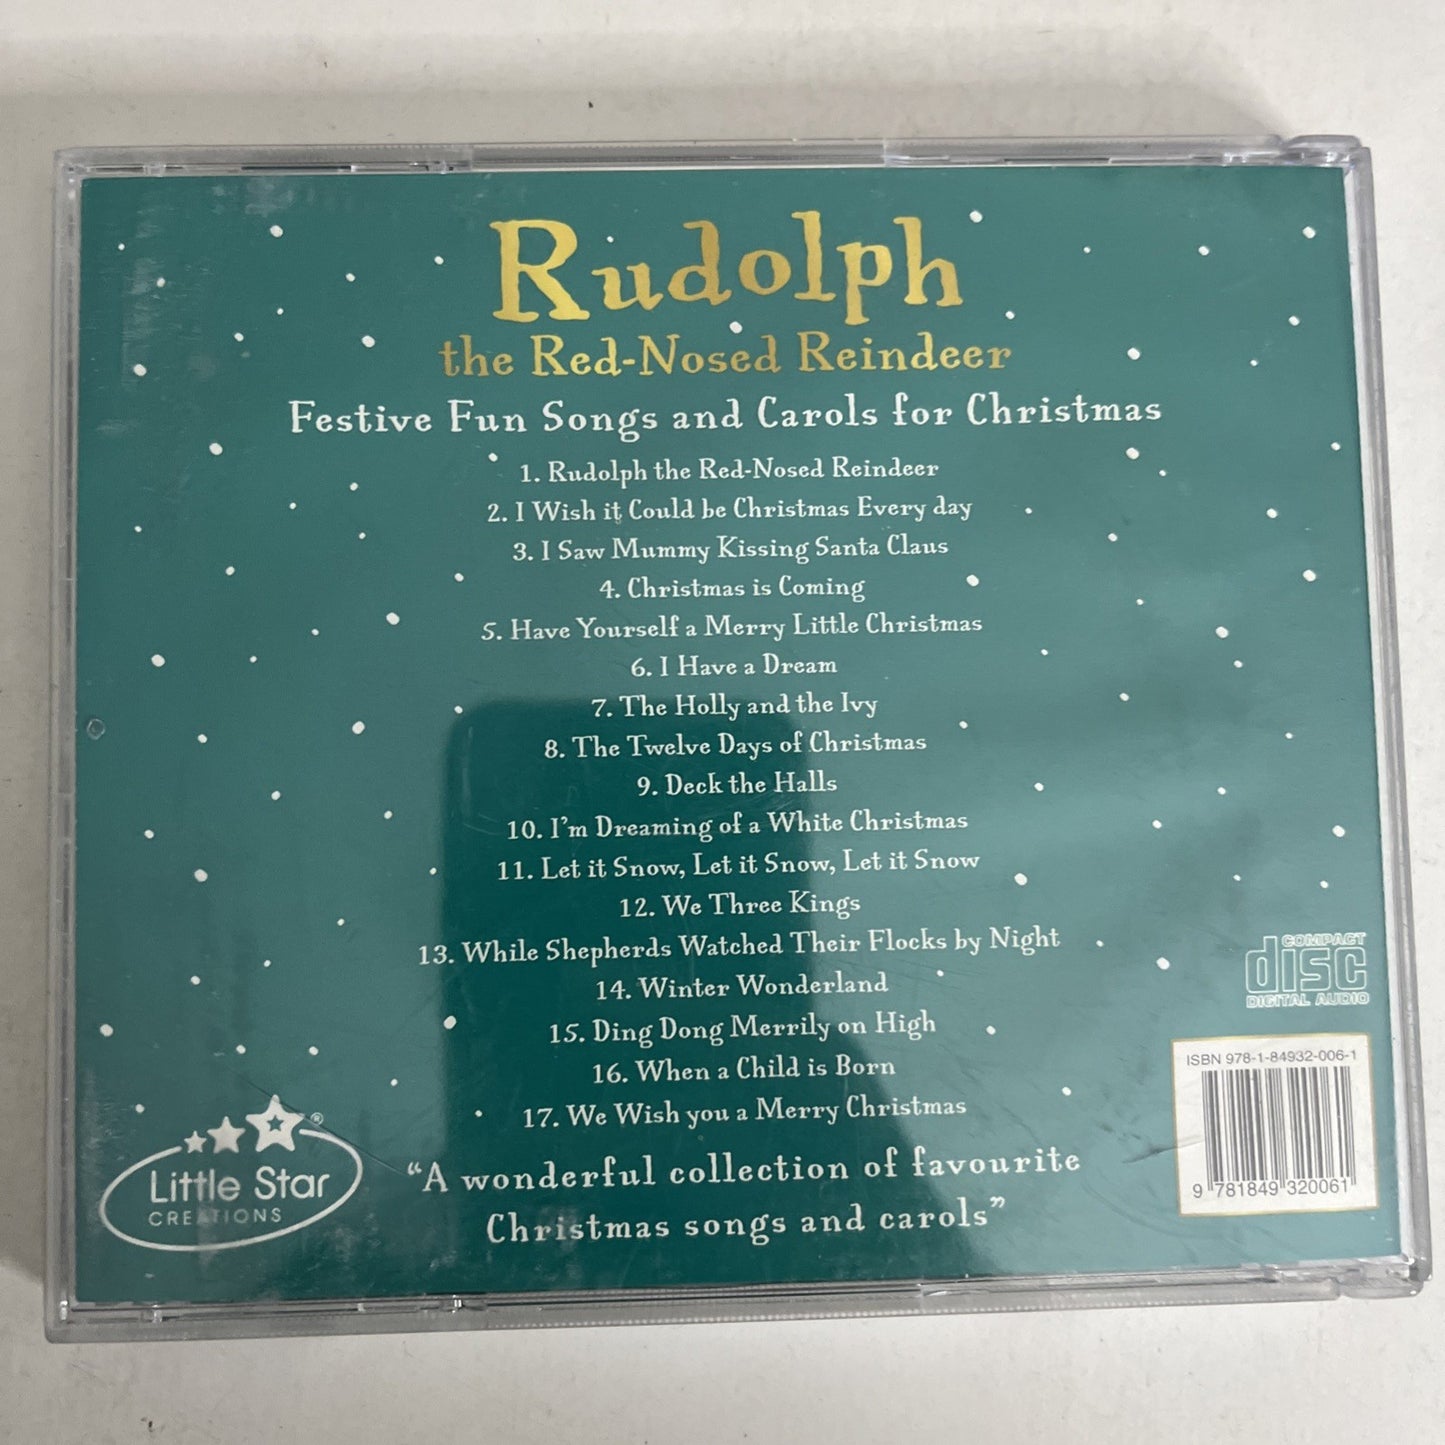 Rudolph
the Red-Nosed Reindeer
Festive Fun Songs and Carols for Christmas
1. Rudolph the Red-Nosed Reindeer
2. I Wish it Could be Christmas Every day
3. I Saw Mummy Kissing Santa Claus
4. Christmas is Coming
5. Have Yourself a Merry Little Christmas
6. I Have a Dream
7. The Holly and the Ivy
8. The Twelve Days of Christmas
9. Deck the Halls
10. I'm Dreaming of a White Christmas
11. Let it Snow, Let it Snow, Let it Snow
12. We Three Kings
13. While Shepherds Watched Their Flocks by Night
14. Winter Wonderland
15. Ding Dong Merrily on High
16. When a Child is Born
17. We Wish you a Merry Christmas
“A wonderful collection of favourite
Christmas songs and carols”
®
Little Star
CREATIONS
COMPACT
disc
DIGITAL AUDIO
ISBN 978-1-84932-006-1
9 781849 320061